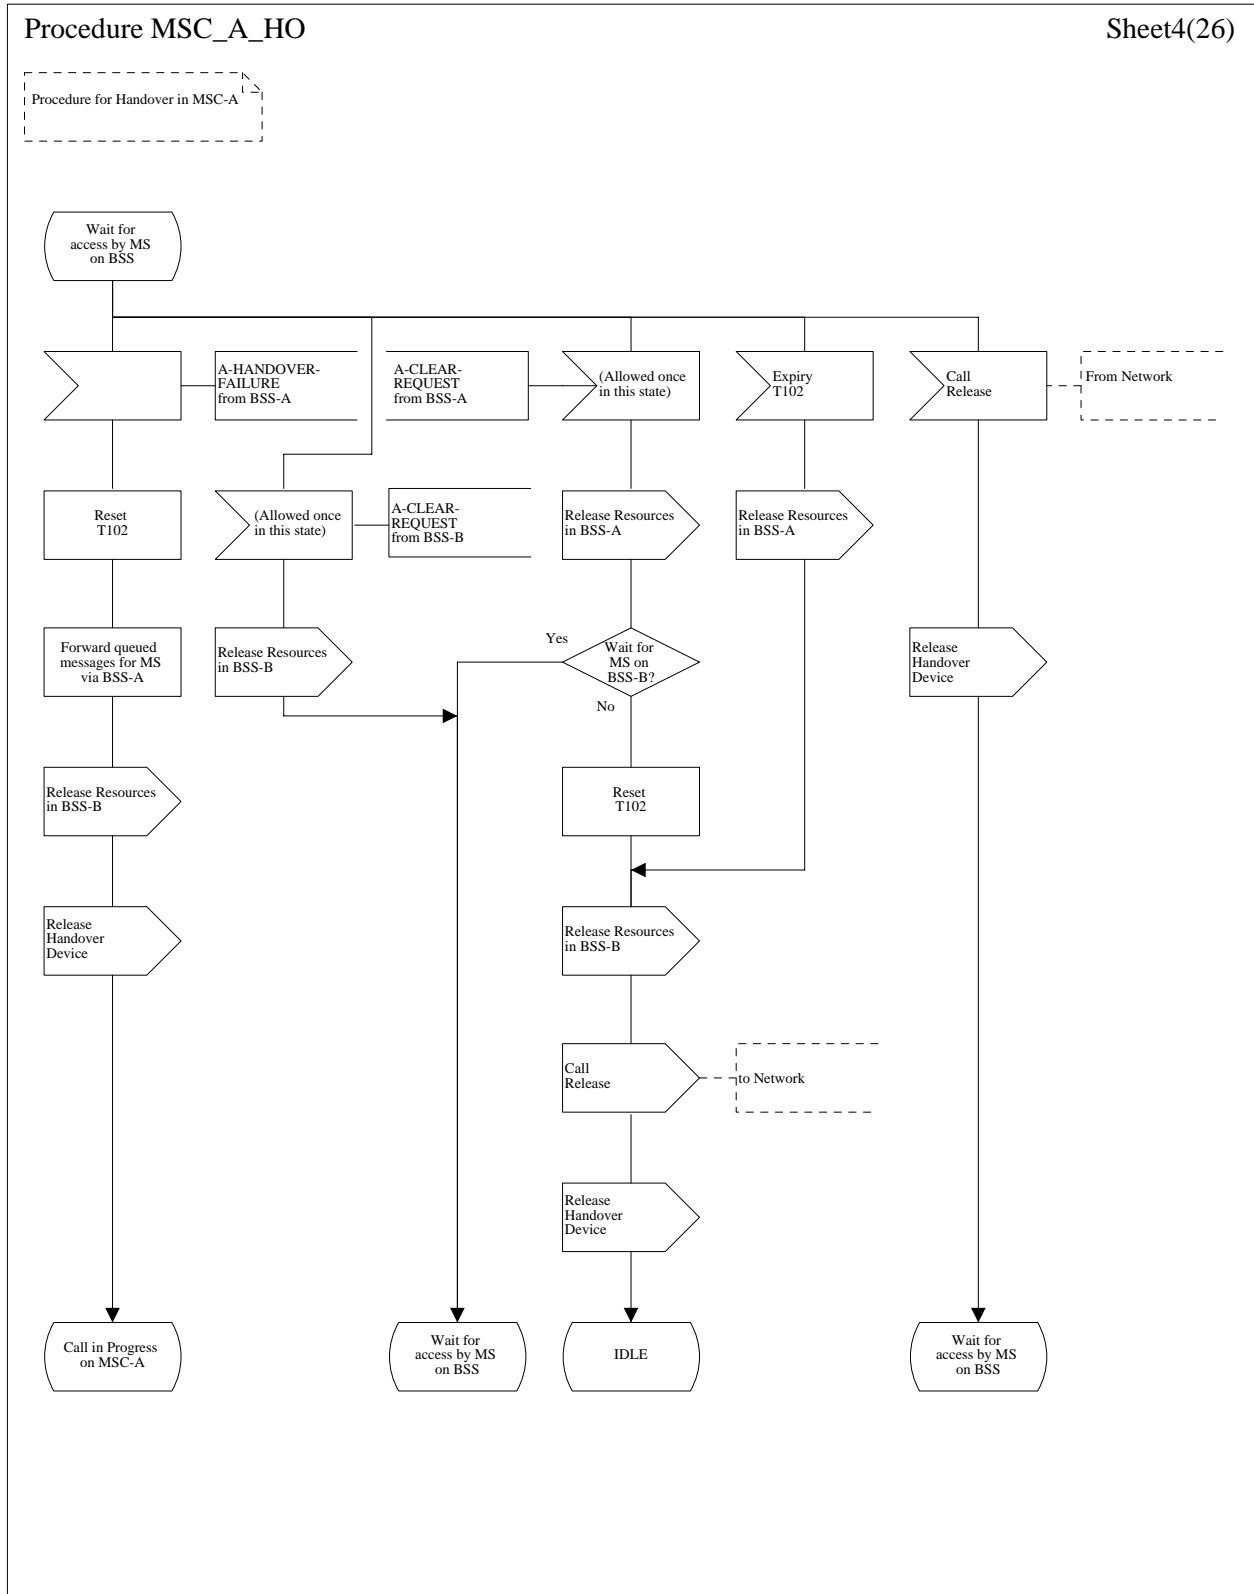 Procedure MSC_A_HO
Sheet4(26)
Procedure for Handover in MSC-A
Wait for
access by MS
on BSS
A-HANDOVER-
FAILURE
from BSS-A
A-CLEAR-
REQUEST
from BSS-A
(Allowed once
in this state)
Expiry
T102
Call
Release
From Network
Reset
T102
(Allowed once
in this state)
A-CLEAR-
REQUEST
from BSS-B
Release Resources
in BSS-A
Release Resources
in BSS-A
Forward queued
messages for MS
via BSS-A
Release Resources
in BSS-B
Yes
Wait for
MS on
BSS-B?
No
Release
Handover
Device
Release Resources
in BSS-B
Reset
T102
Release
Handover
Device
Release Resources
in BSS-B
Call
Release
to Network
Release
Handover
Device
Call in Progress
on MSC-A
Wait for
access by MS
on BSS
IDLE
Wait for
access by MS
on BSS